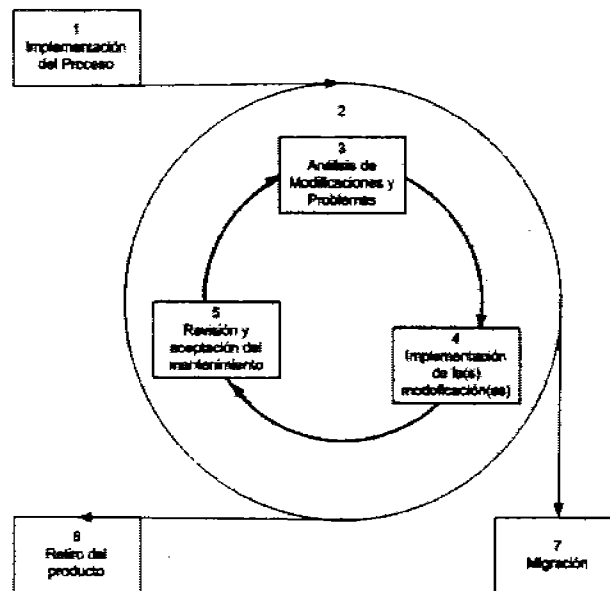 1
Implementación
del Proceso
2
3
Análisis de
Modificaciones y
Problemas
5
Revisión y
aceptación del
mantenimiento
4
Implementación
de la(s)
modoficación(es)
6
Retiro del
producto
7
Migración